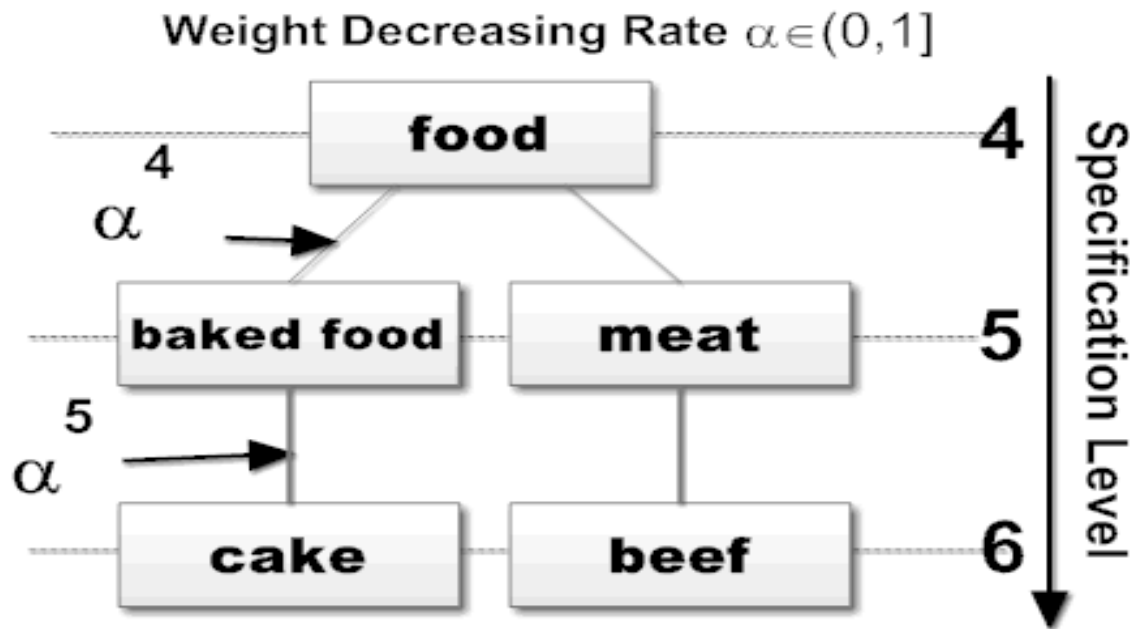 Weight Decreasing Rate α∈(0,1]
food
4
α⁴
baked food
meat
5
α⁵
cake
beef
6
Specification Level